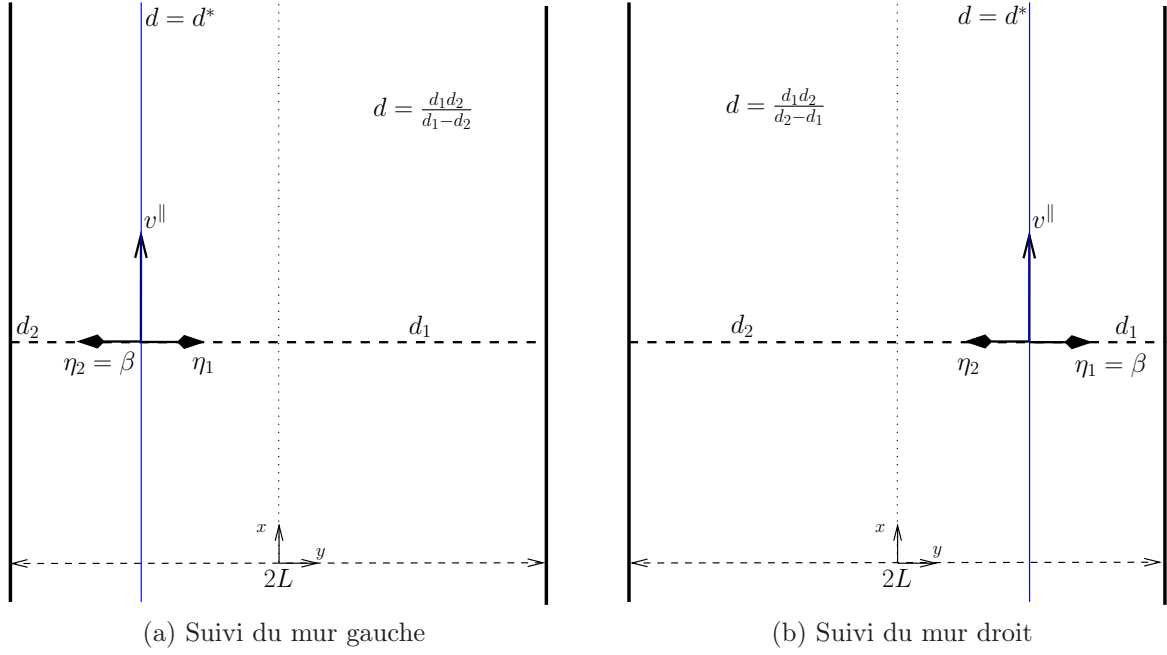 d = d*
d = d₁d₂ / (d₁−d₂)
v∥
d₂
d₁
η₂ = β
η₁
x
y
2L
(a) Suivi du mur gauche
d = d*
d = d₁d₂ / (d₂−d₁)
v∥
d₂
d₁
η₂
η₁ = β
x
y
2L
(b) Suivi du mur droit